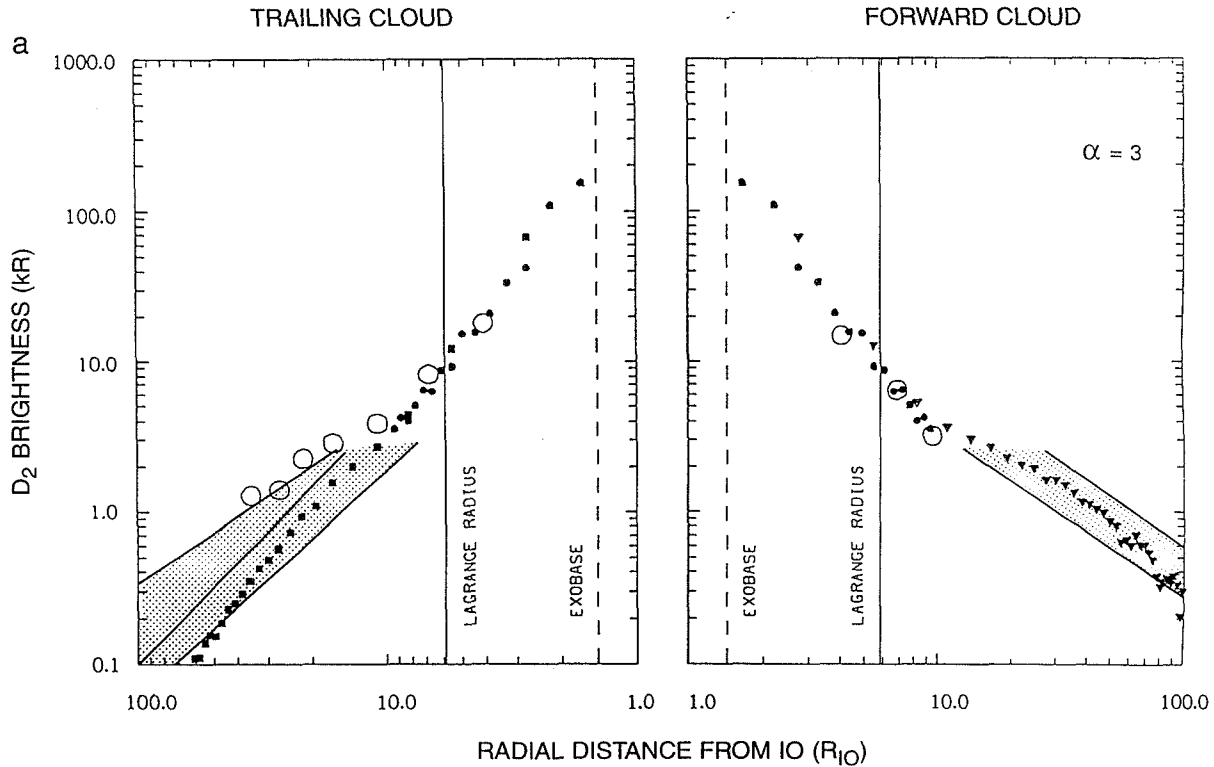 TRAILING CLOUD
FORWARD CLOUD
a
1000.0
100.0
10.0
1.0
0.1
D₂ BRIGHTNESS (kR)
α = 3
LAGRANGE RADIUS
EXOBASE
EXOBASE
LAGRANGE RADIUS
100.0
10.0
1.0
1.0
10.0
100.0
RADIAL DISTANCE FROM IO (R_IO)